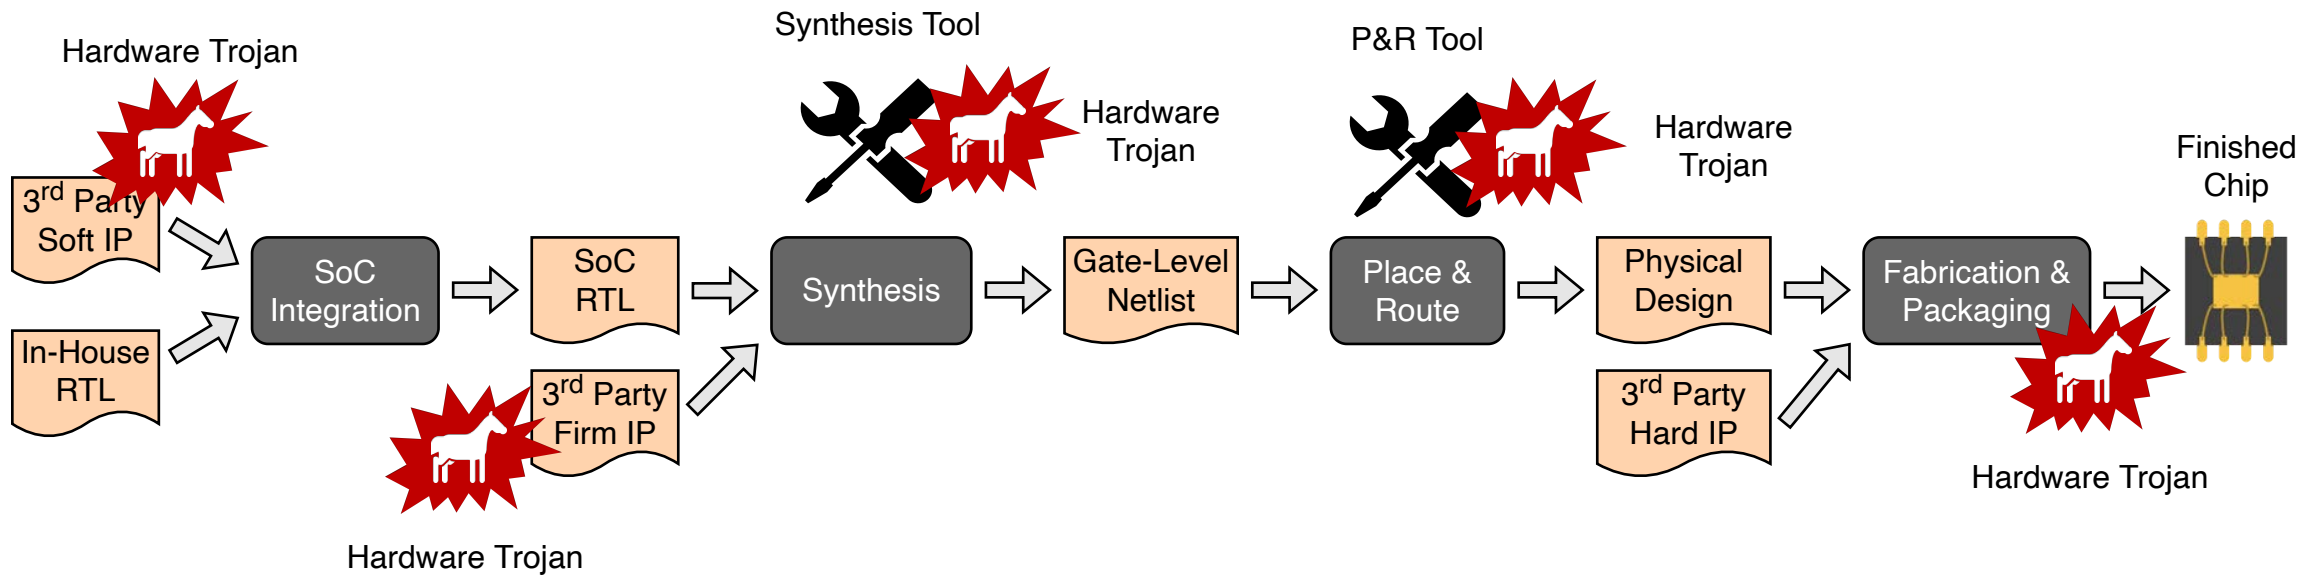 Hardware Trojan
3rd Party
Soft IP
In-House
RTL
SoC
Integration
SoC
RTL
3rd Party
Firm IP
Hardware Trojan
Synthesis Tool
Hardware
Trojan
Synthesis
Gate-Level
Netlist
P&R Tool
Hardware
Trojan
Place &
Route
Physical
Design
3rd Party
Hard IP
Fabrication &
Packaging
Hardware Trojan
Finished
Chip